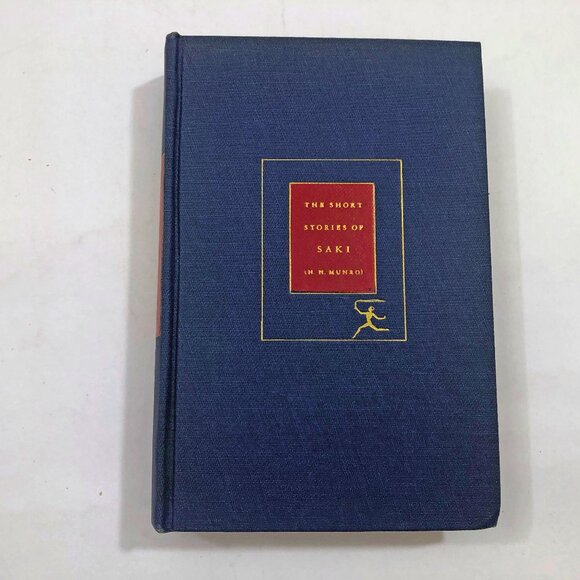 THE SHORT
STORIES OF
SAKI
(H. H. MUNRO)